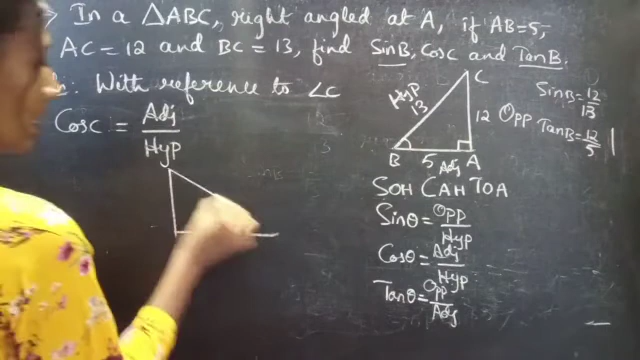 In a △ABC, right angled at A, if AB=5,
AC=12 and BC=13, find SinB, CosC and TanB.
With reference to ∠C
CosC = Adj
Hyp
C
Hyp
13
12 Opp
B 5 Adj A
SinB = 12/13
TanB = 12/5
SOH CAH TOA
Sinθ = Opp/Hyp
Cosθ = Adj/Hyp
Tanθ = Opp/Adj